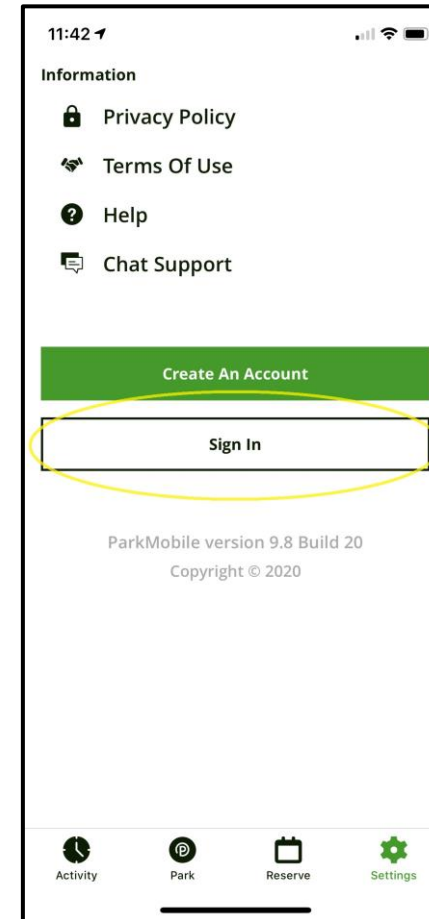 11:42
Information
Privacy Policy
Terms Of Use
Help
Chat Support
Create An Account
Sign In
ParkMobile version 9.8 Build 20
Copyright © 2020
Activity Park Reserve Settings